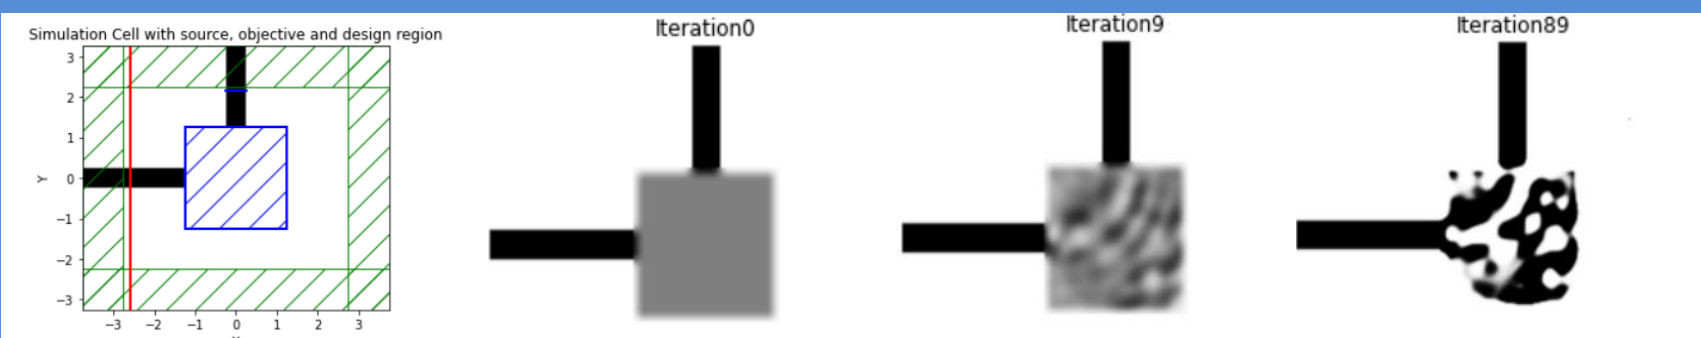 Simulation Cell with source, objective and design region
Iteration0
Iteration9
Iteration89
3
2
1
0
−1
−2
−3
Y
−3 −2 −1 0 1 2 3